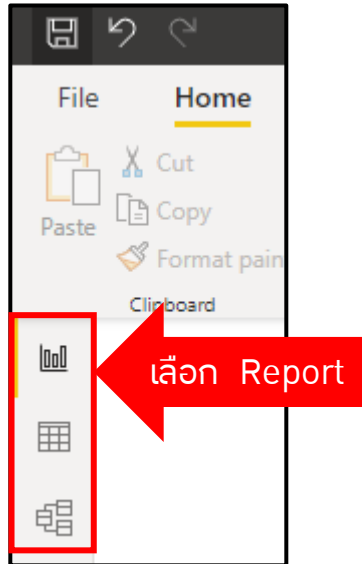 File Home
Cut
Copy
Paste
Format pain
Clipboard
เลือก Report